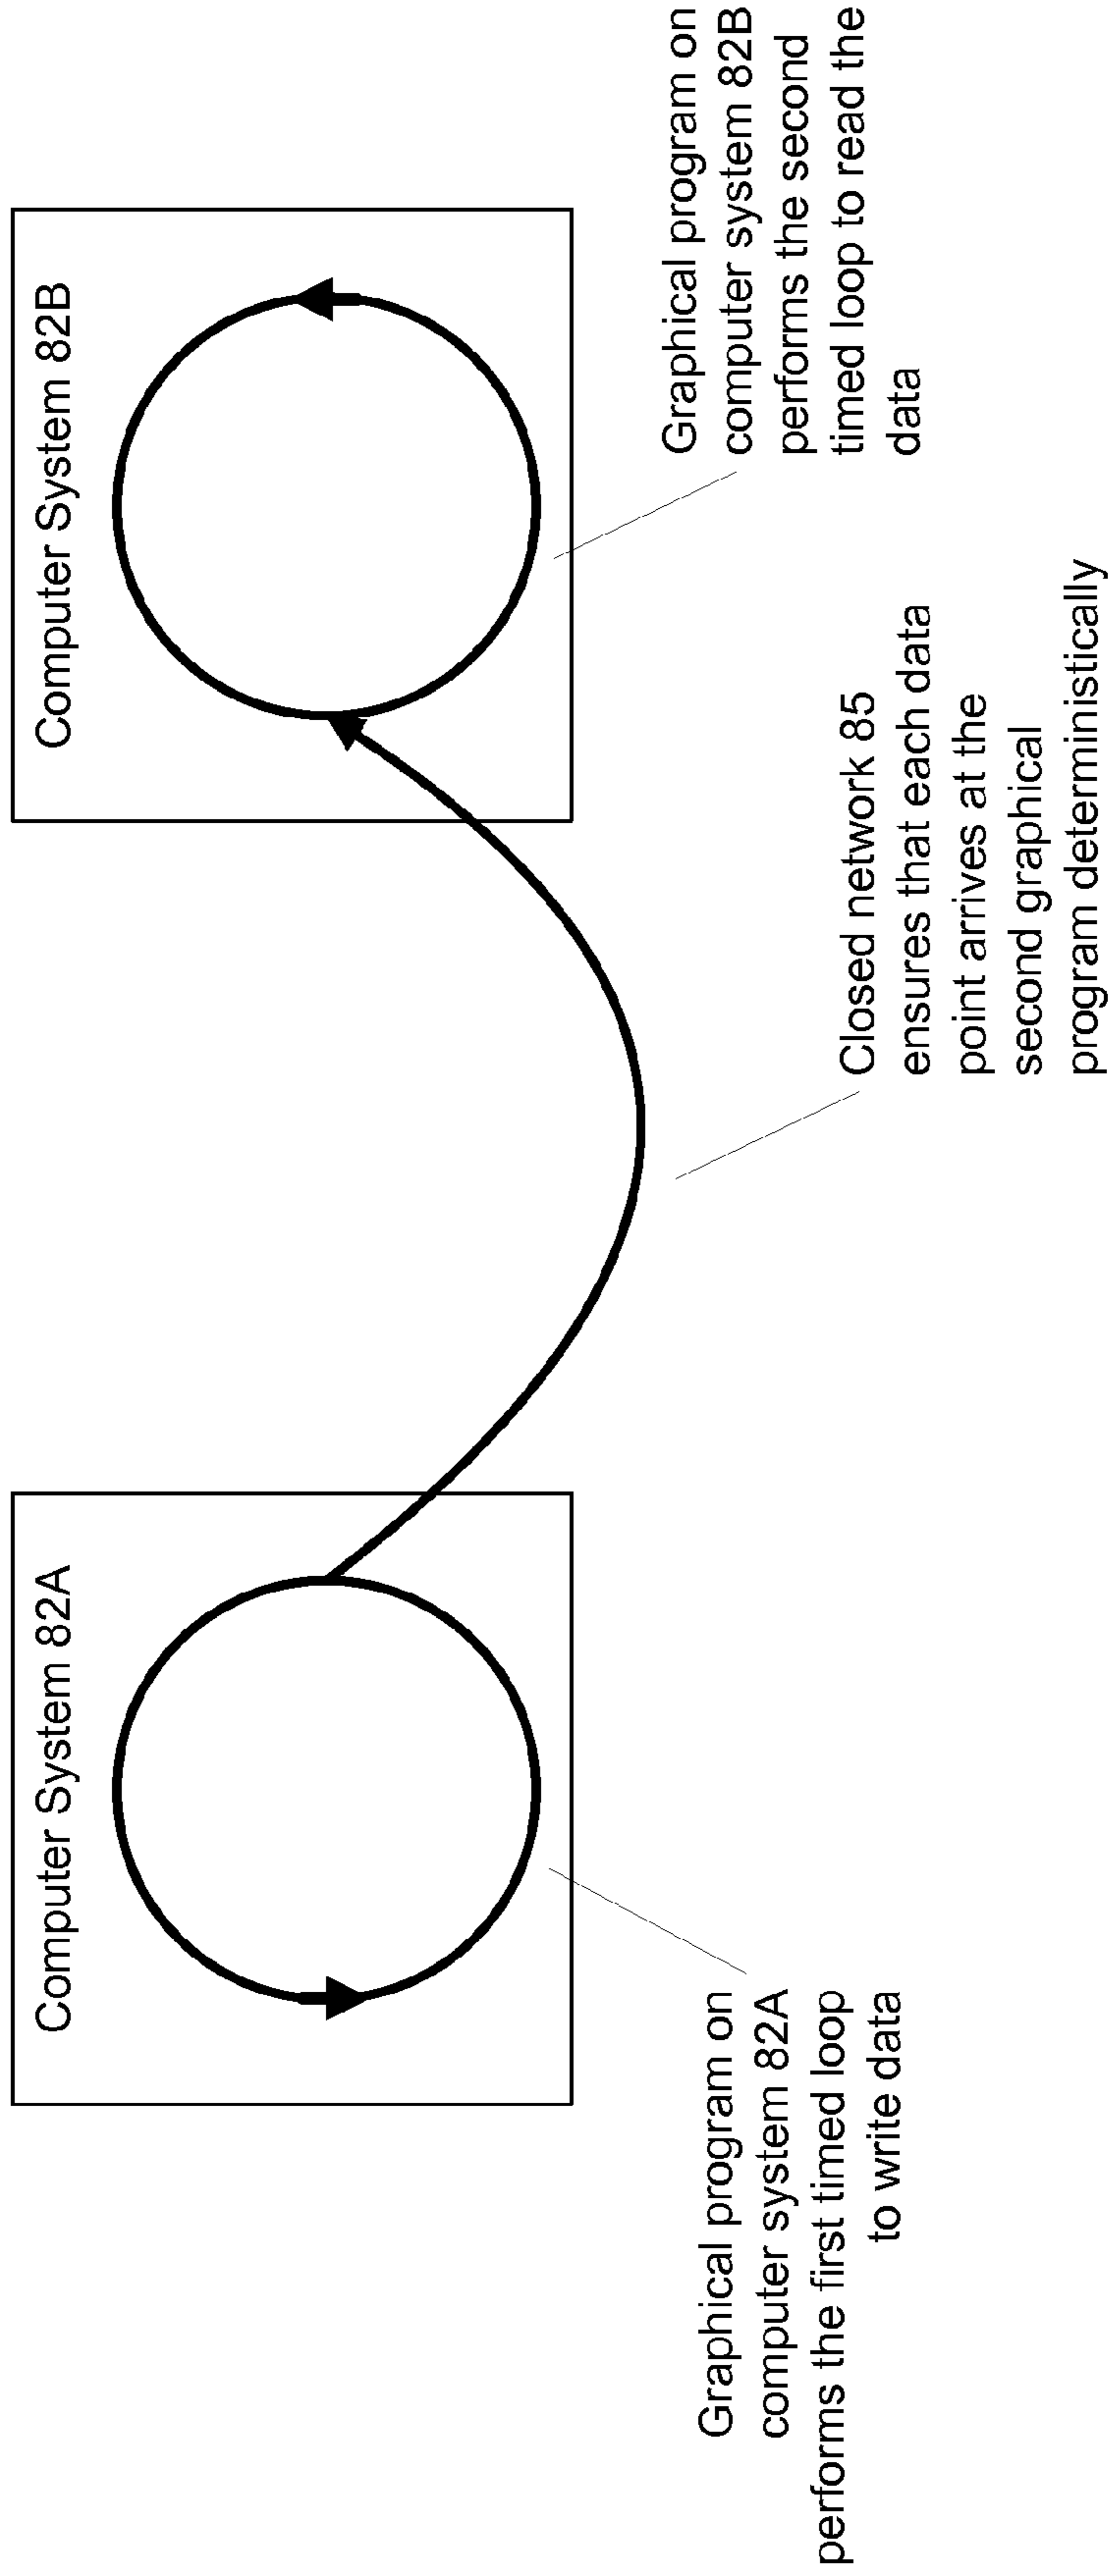 Computer System 82A
Computer System 82B
Graphical program on
computer system 82A
performs the first timed loop
to write data
Closed network 85
ensures that each data
point arrives at the
second graphical
program deterministically
Graphical program on
computer system 82B
performs the second
timed loop to read the
data